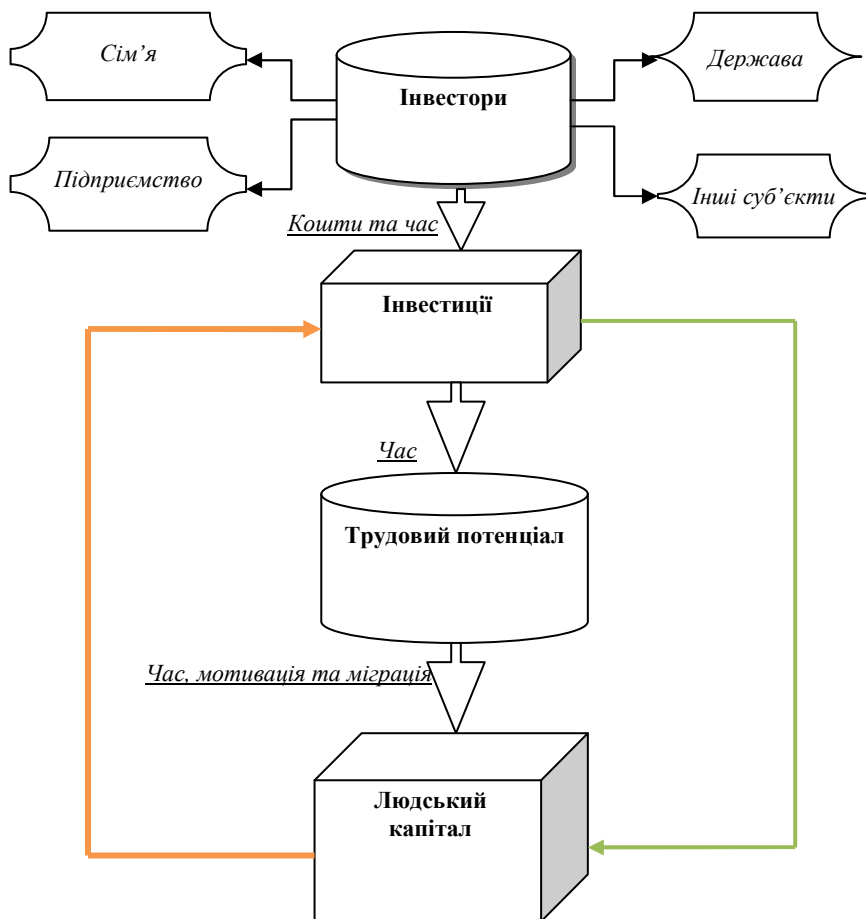 Сім’я
Інвестори
Держава
Підприємство
Інші суб’єкти
Кошти та час
Інвестиції
Час
Трудовий потенціал
Час, мотивація та міграція
Людський
капітал